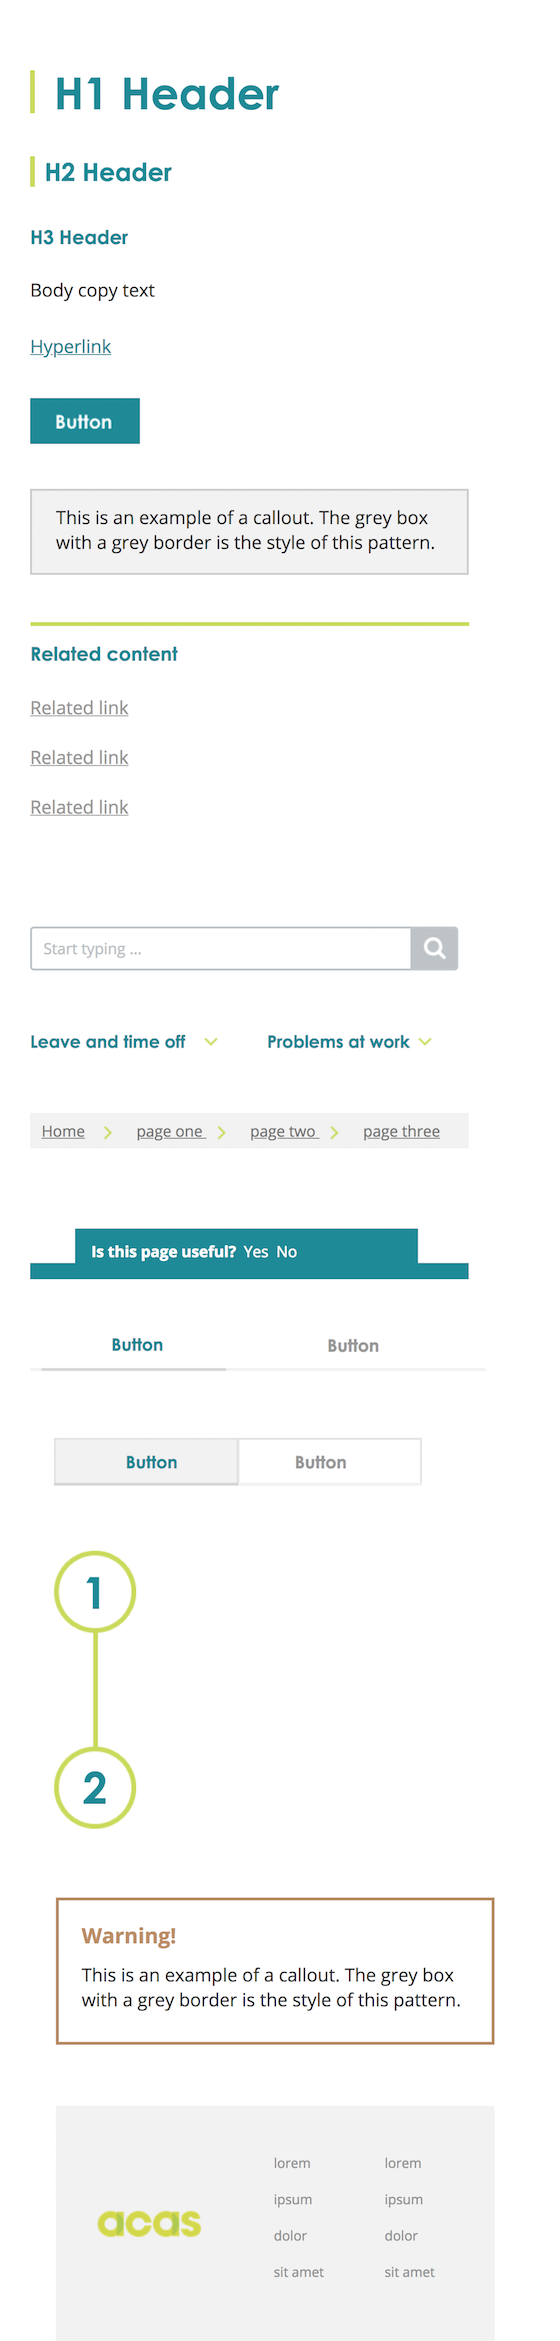 H1 Header
H2 Header
H3 Header
Body copy text
Hyperlink
Button
This is an example of a callout. The grey box
with a grey border is the style of this pattern.
Related content
Related link
Related link
Related link
Start typing ...
Leave and time off Problems at work
Home page one page two page three
Is this page useful? Yes No
Button Button
Button Button
1
2
Warning!
This is an example of a callout. The grey box
with a grey border is the style of this pattern.
acas
lorem lorem
ipsum ipsum
dolor dolor
sit amet sit amet